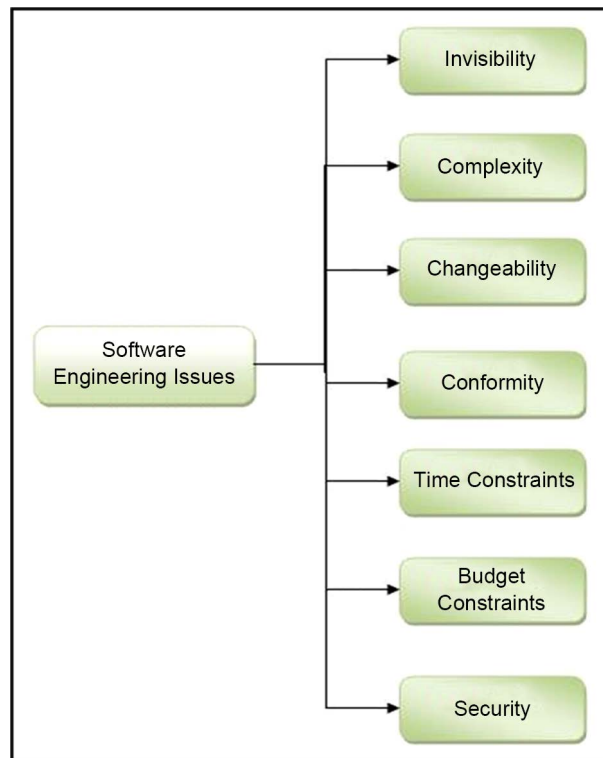 Invisibility
Complexity
Changeability
Software
Engineering Issues
Conformity
Time Constraints
Budget
Constraints
Security